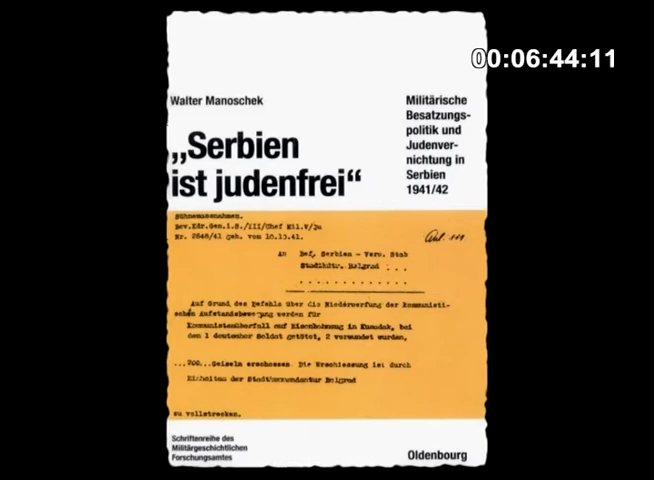 00:06:44:11
Walter Manoschek
Militärische
Besatzungs-
politik und
Judenver-
nichtung in
Serbien
1941/42
„Serbien
ist judenfrei“
Sühnemassnahmen.
Bev.Kdr.Gen.i.S./III/Chef Mil.V/
Nr. 2648/41 geh. vom 10.10.41.
An Bef. Serbien - Verw. Stab
Stadtkdtr. Belgrad . . .
Auf Grund des Befehls über die Niederwerfung der Kommunisti-
schen Aufstandsbewegung werden für
Kommunistenüberfall auf Eisenbahnzug in, bei
dem 1 deutscher Soldat getötet, 2 verwundet wurden,
...200...Geiseln erschossen Die Erschiessung ist durch
Einheiten der Stadtkommandantur Belgrad
zu vollstrecken.
Schriftenreihe des
Militärgeschichtlichen
Forschungsamtes
Oldenbourg